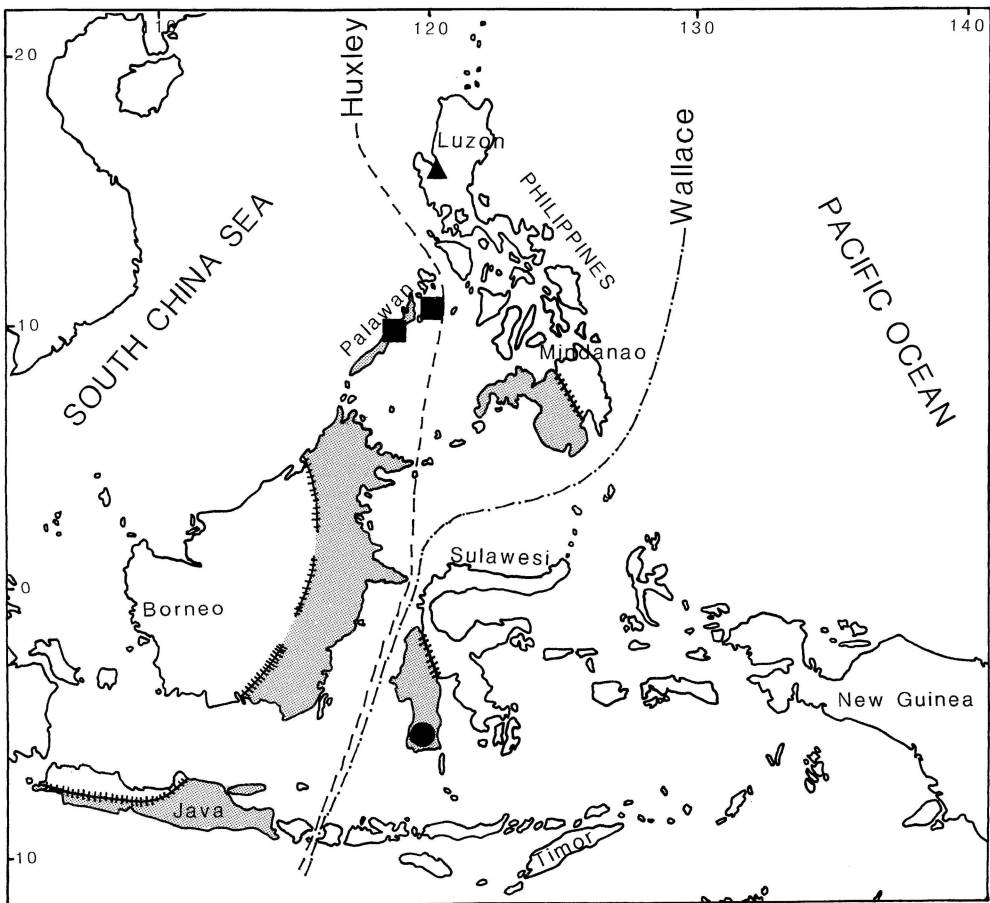 110
120
130
140
20
10
0
10
Huxley
Wallace
Luzon
PHILIPPINES
PACIFIC OCEAN
SOUTH CHINA SEA
Palawan
Mindanao
Sulawesi
Borneo
New Guinea
Java
Timor